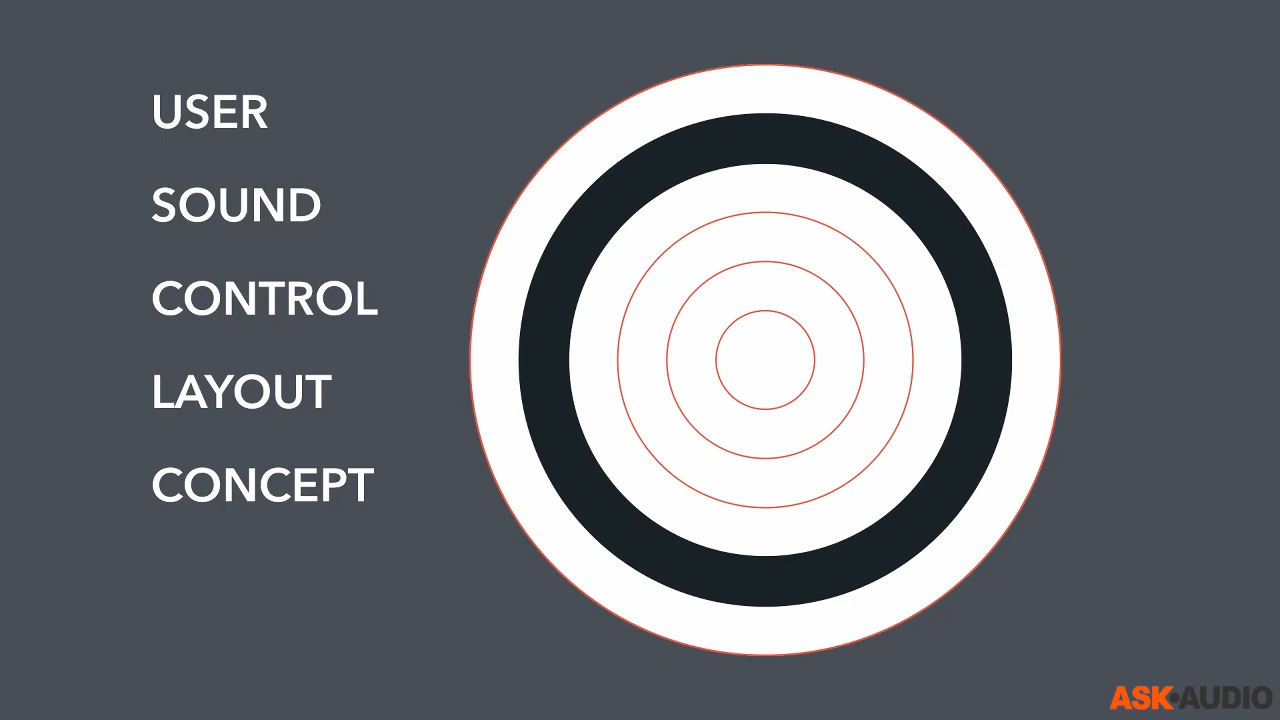 USER
SOUND
CONTROL
LAYOUT
CONCEPT
ASK•AUDIO